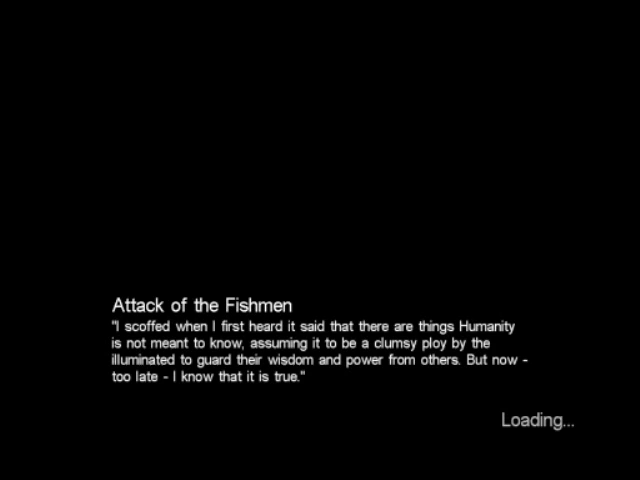 Attack of the Fishmen
"I scoffed when I first heard it said that there are things Humanity
is not meant to know, assuming it to be a clumsy ploy by the
illuminated to guard their wisdom and power from others. But now -
too late - I know that it is true."
Loading...